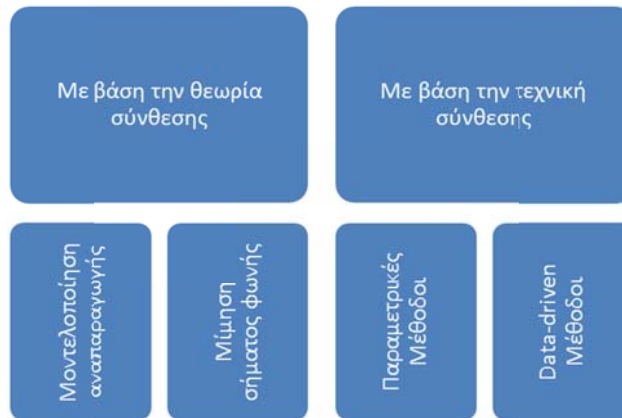 Με βάση την θεωρία
σύνθεσης
Με βάση την τεχνική
σύνθεσης
Μοντελοποίηση
αναπαραγωγής
Μίμηση
σήματος φωνής
Παραμετρικές
Μέθοδοι
Data-driven
Μέθοδοι